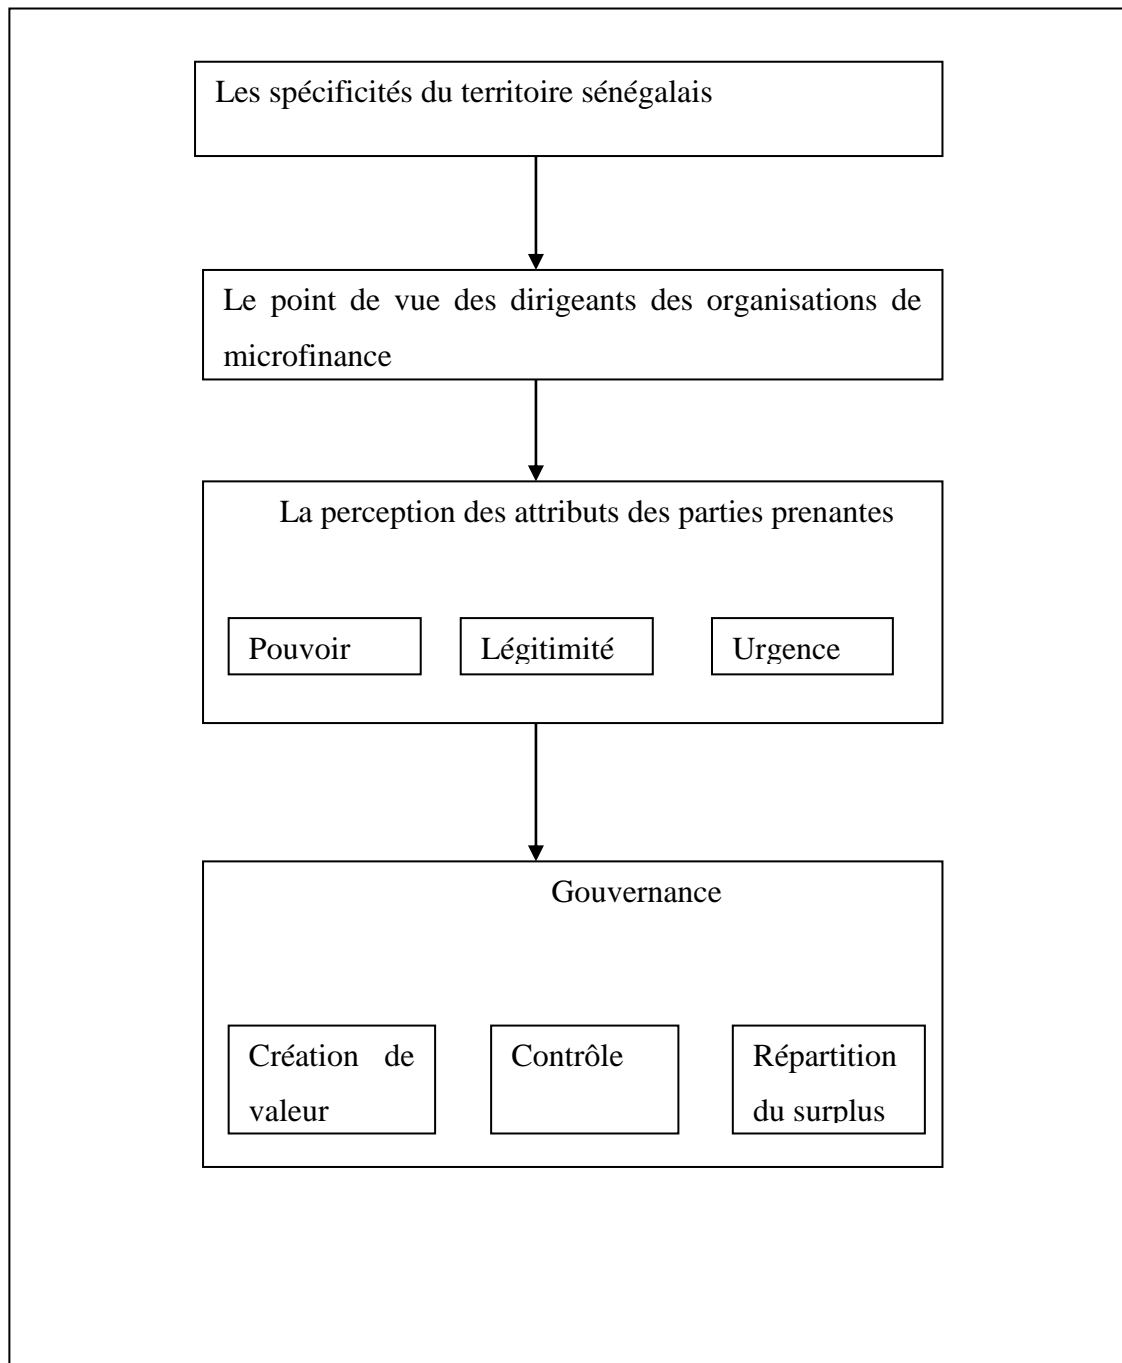 Les spécificités du territoire sénégalais
Le point de vue des dirigeants des organisations de
microfinance
La perception des attributs des parties prenantes
Pouvoir
Légitimité
Urgence
Gouvernance
Création de
valeur
Contrôle
Répartition
du surplus